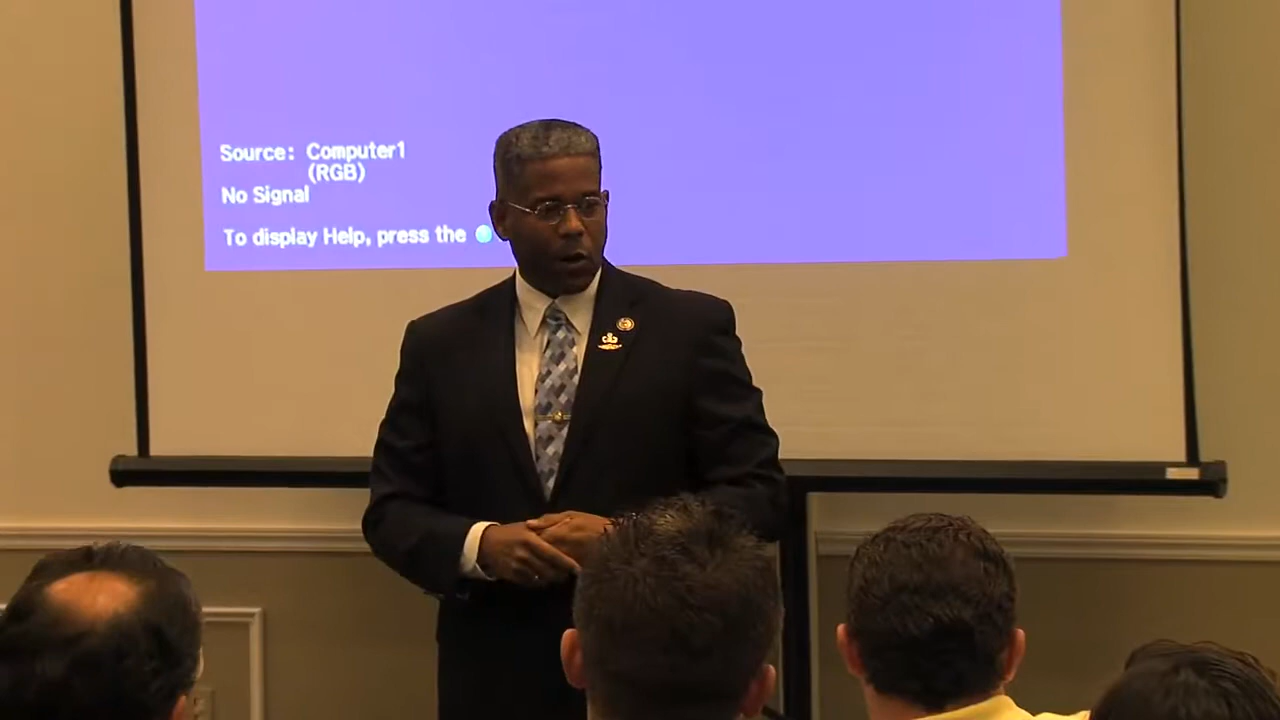 Source: Computer1
(RGB)
No Signal
To display Help, press the